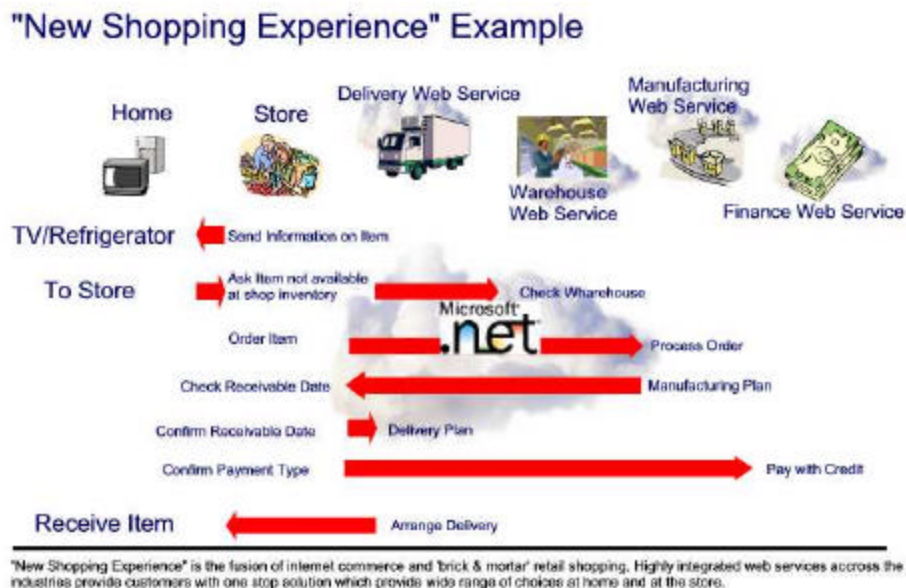 "New Shopping Experience" Example
Home
Store
Delivery Web Service
Warehouse
Web Service
Manufacturing
Web Service
Finance Web Service
TV/Refrigerator
Send Information on Item
To Store
Ask Item not available
at shop inventory
Check Wharehouse
Microsoft
.net
Order Item
Process Order
Check Receivable Date
Manufacturing Plan
Confirm Receivable Date
Delivery Plan
Confirm Payment Type
Pay with Credit
Receive Item
Arrange Delivery
"New Shopping Experience" is the fusion of internet commerce and 'brick & mortar' retail shopping. Highly integrated web services accross the
industries provide customers with one stop solution which provide wide range of choices at home and at the store.